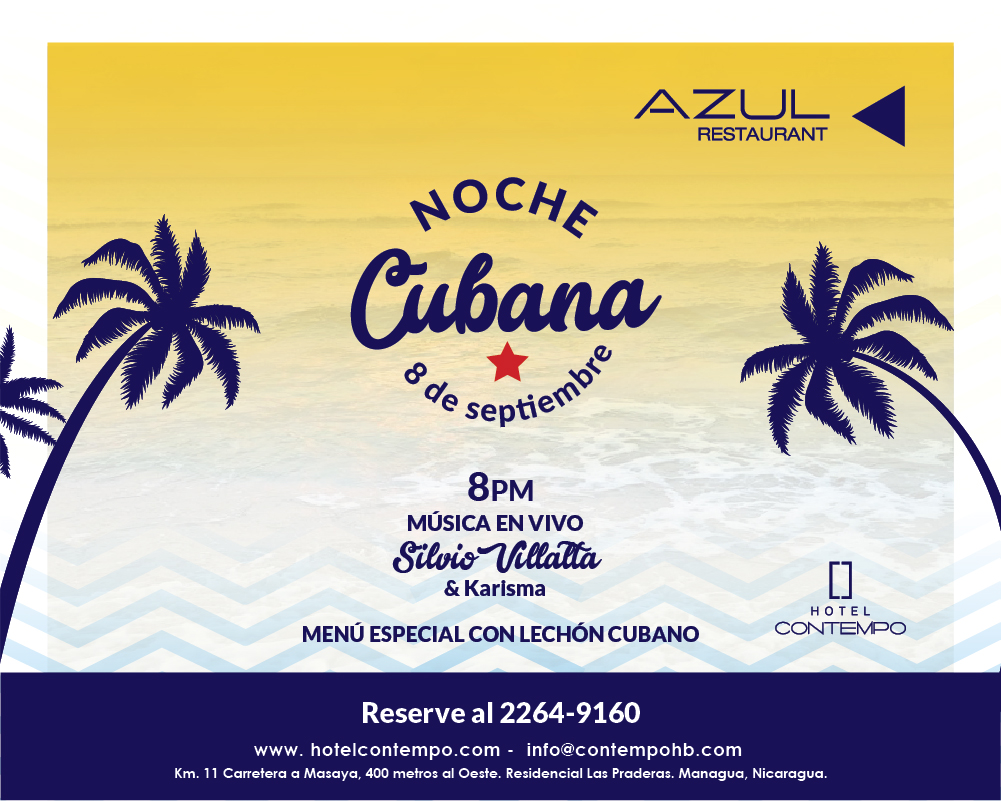 AZUL
RESTAURANT
NOCHE
Cubana
8 de septiembre
8PM
MÚSICA EN VIVO
Silvio Villalta
& Karisma
MENÚ ESPECIAL CON LECHÓN CUBANO
HOTEL
CONTEMPO
Reserve al 2264-9160
www. hotelcontempo.com - info@contempohb.com
Km. 11 Carretera a Masaya, 400 metros al Oeste. Residencial Las Praderas. Managua, Nicaragua.